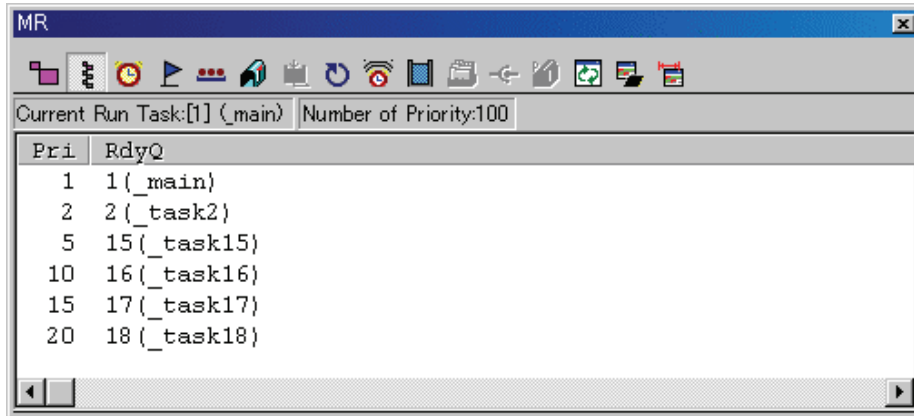 MR
Current Run Task:[1] (_main) Number of Priority:100
Pri RdyQ
1 1(_main)
2 2(_task2)
5 15(_task15)
10 16(_task16)
15 17(_task17)
20 18(_task18)